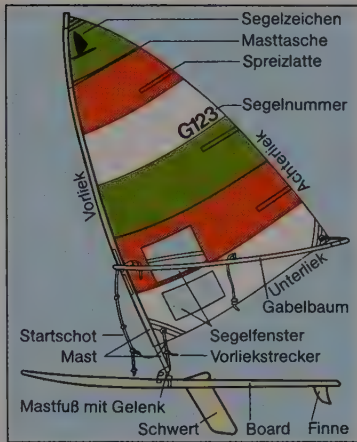 Segelzeichen
Masttasche
Spreizlatte
Segelnummer
G123
Achterliek
Vorliek
Unterliek
Gabelbaum
Startschot
Segelfenster
Mast
Vorliekstrecker
Mastfuß mit Gelenk
Schwert
Board
Finne